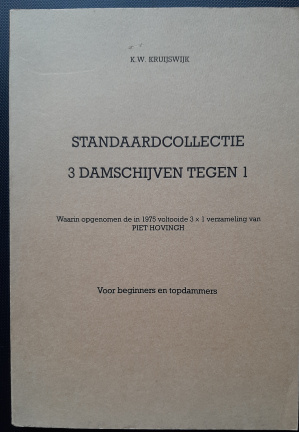 K.W. KRUIJSWIJK
STANDAARDCOLLECTIE
3 DAMSCHIJVEN TEGEN 1
Waarin opgenomen de in 1975 voltooide 3 x 1 verzameling van
PIET HOVINGH
Voor beginners en topdammers